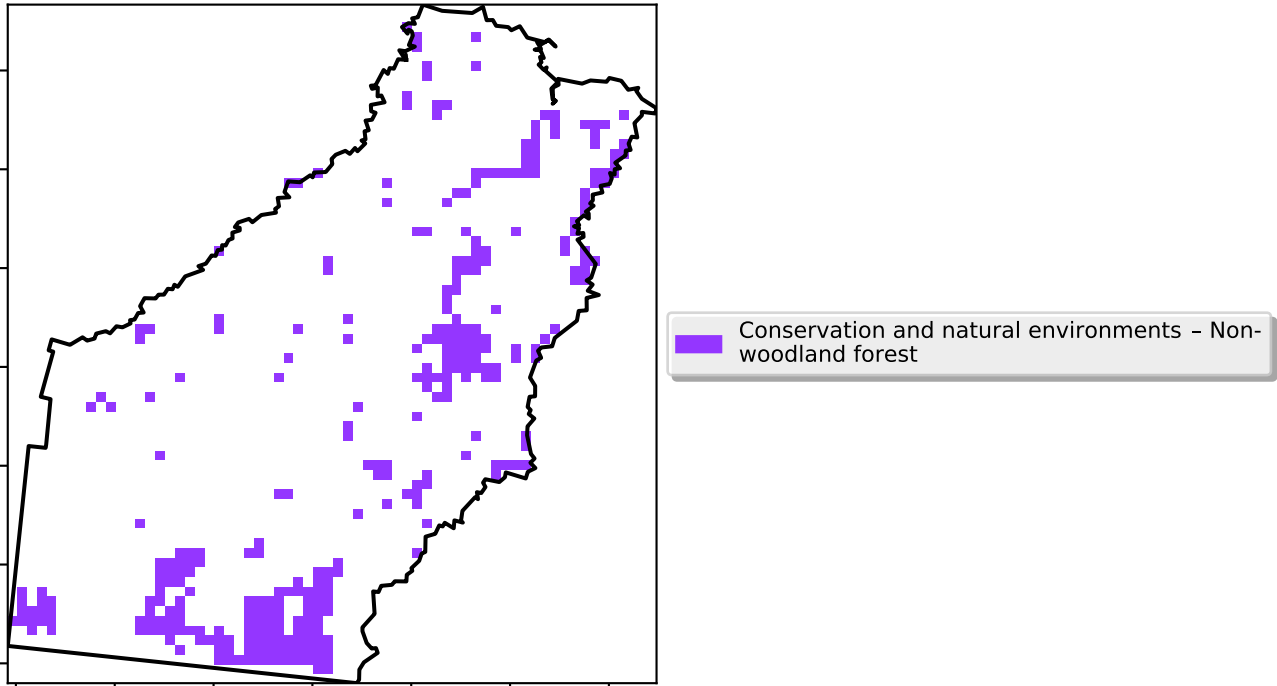 Conservation and natural environments – Non-
woodland forest